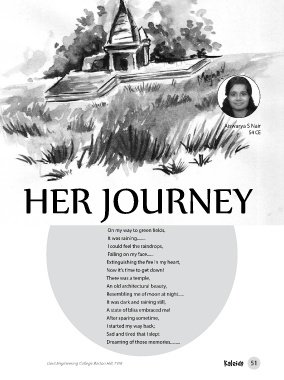 Aiswarya S Nair
S4 CE
HER JOURNEY
On my way to green fields,
It was raining......
I could feel the raindrops,
Falling on my face.....
Extinguishing the fire in my heart,
Now it's time to get down!
There was a temple,
An old architectural beauty,
Resembling me of moon at night.....
It was dark and raining still,
A state of bliss embraced me!
After sparing sometime,
I started my way back;
Sad and tired that I slept
Dreaming of those memories.......
Engineering College
Kaleido 51